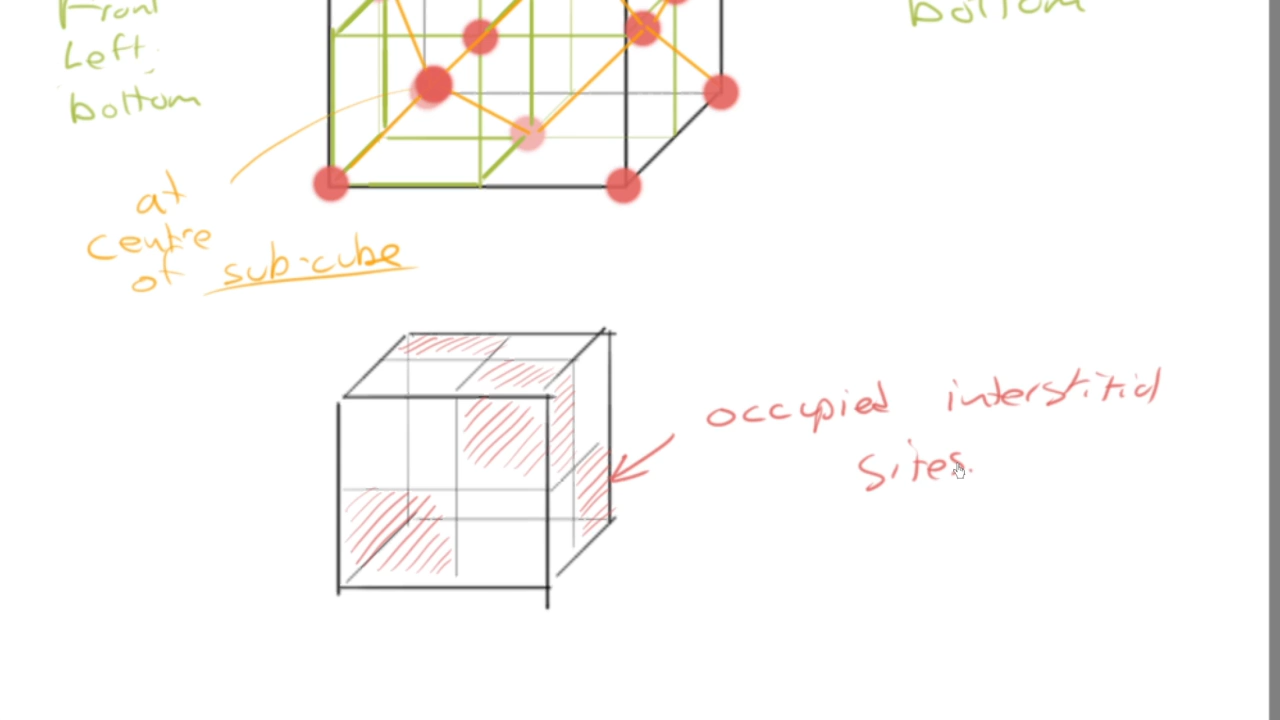 Front
Left
bottom
bottom
at
centre
of sub-cube
occupied interstitial
sites.